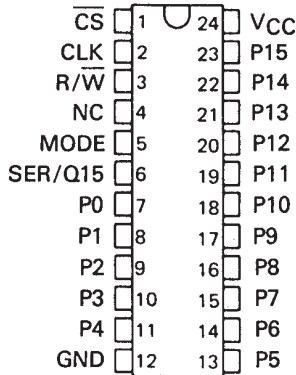 C̅S̅ 1 24 VCC
CLK 2 23 P15
R/W̅ 3 22 P14
NC 4 21 P13
MODE 5 20 P12
SER/Q15 6 19 P11
P0 7 18 P10
P1 8 17 P9
P2 9 16 P8
P3 10 15 P7
P4 11 14 P6
GND 12 13 P5